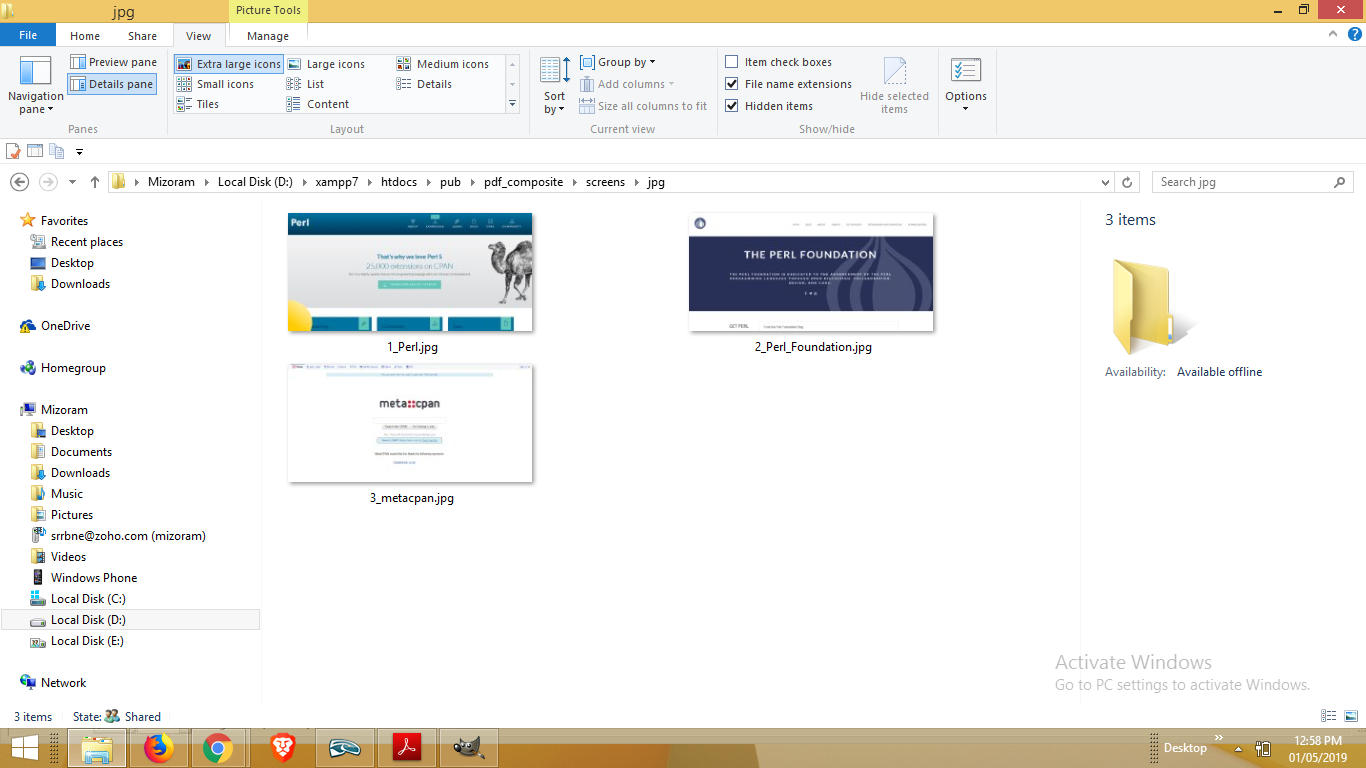 jpg
Picture Tools
File
Home
Share
View
Manage
Navigation pane
Preview pane
Details pane
Panes
Extra large icons
Large icons
Medium icons
Small icons
List
Details
Tiles
Content
Layout
Sort by
Group by
Add columns
Size all columns to fit
Current view
Item check boxes
File name extensions
Hidden items
Hide selected items
Show/hide
Options
Mizoram
Local Disk (D:)
xampp7
htdocs
pub
pdf_composite
screens
jpg
Search jpg
Favorites
Recent places
Desktop
Downloads
OneDrive
Homegroup
Mizoram
Desktop
Documents
Downloads
Music
Pictures
srrbne@zoho.com (mizoram)
Videos
Windows Phone
Local Disk (C:)
Local Disk (D:)
Local Disk (E:)
Network
Perl
That's why we love Perl 5
25,000 extensions on CPAN
1_Perl.jpg
THE PERL FOUNDATION
GET PERL
2_Perl_Foundation.jpg
meta::cpan
3_metacpan.jpg
3 items
Availability: Available offline
Activate Windows
Go to PC settings to activate Windows.
3 items
State: Shared
Desktop
12:58 PM
01/05/2019